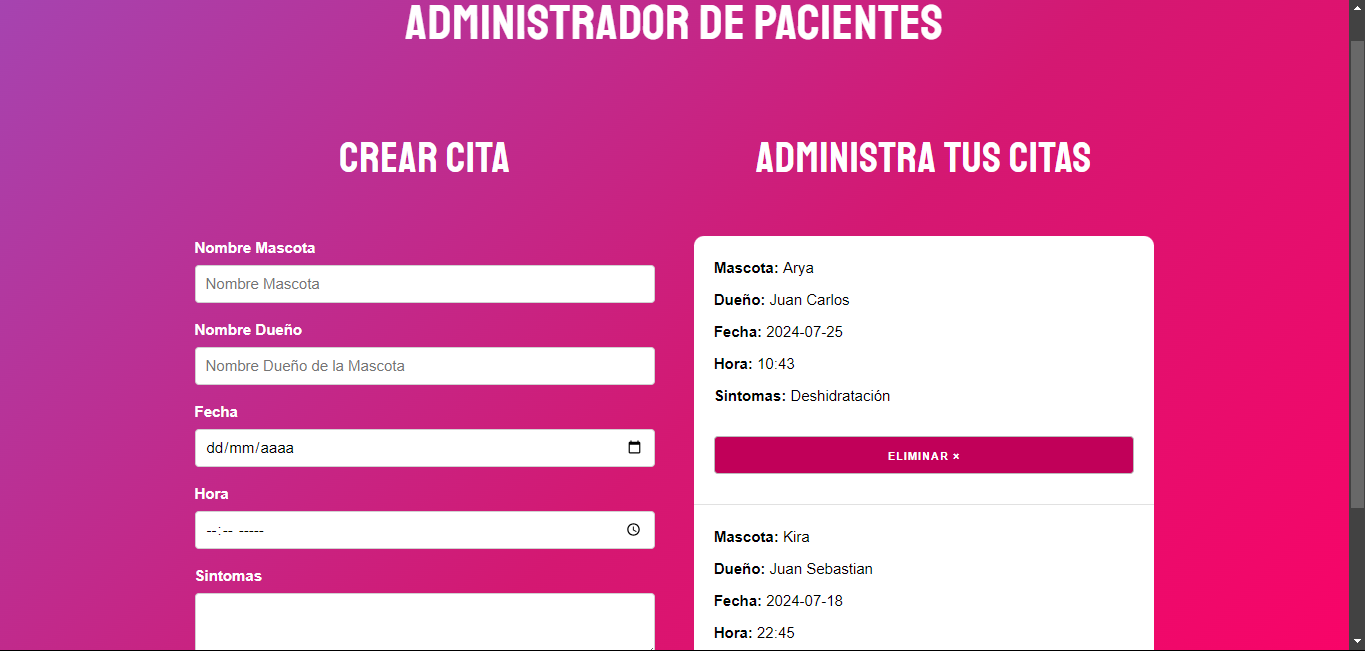 ADMINISTRADOR DE PACIENTES
CREAR CITA
Nombre Mascota
Nombre Mascota
Nombre Dueño
Nombre Dueño de la Mascota
Fecha
dd/mm/aaaa
Hora
--:-- -----
Sintomas
ADMINISTRA TUS CITAS
Mascota: Arya
Dueño: Juan Carlos
Fecha: 2024-07-25
Hora: 10:43
Sintomas: Deshidratación
ELIMINAR ×
Mascota: Kira
Dueño: Juan Sebastian
Fecha: 2024-07-18
Hora: 22:45